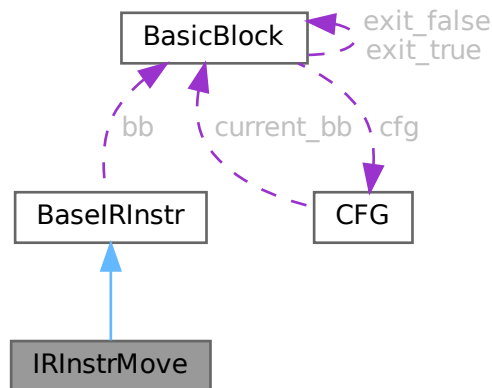 BasicBlock
exit_false
exit_true
bb
current_bb
cfg
BaseIRInstr
CFG
IRInstrMove